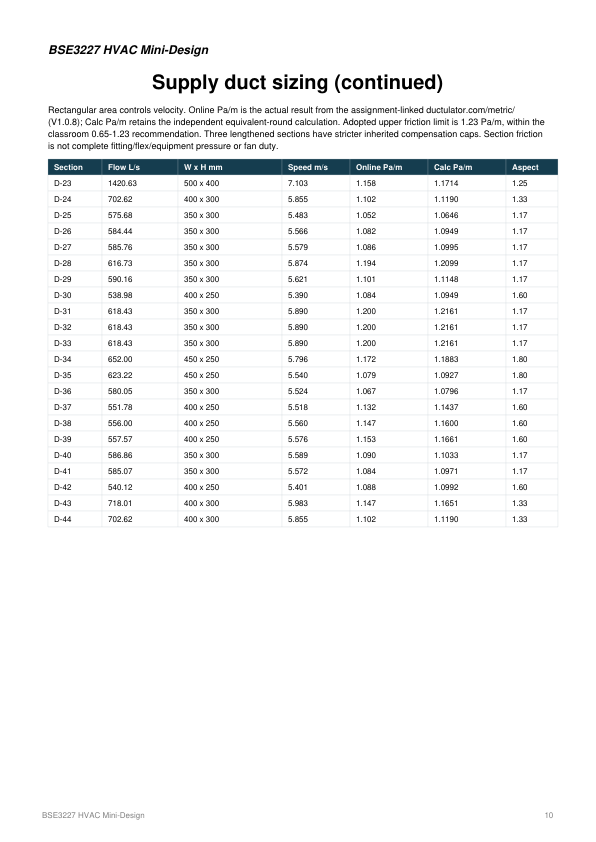 BSE3227 HVAC Mini-Design
Supply duct sizing (continued)
Rectangular area controls velocity. Online Pa/m is the actual result from the assignment-linked ductulator.com/metric/
(V1.0.8); Calc Pa/m retains the independent equivalent-round calculation. Adopted upper friction limit is 1.23 Pa/m, within the
classroom 0.65-1.23 recommendation. Three lengthened sections have stricter inherited compensation caps. Section friction
is not complete fitting/flex/equipment pressure or fan duty.
Section Flow L/s W x H mm Speed m/s Online Pa/m Calc Pa/m Aspect
D-23 1420.63 500 x 400 7.103 1.158 1.1714 1.25
D-24 702.62 400 x 300 5.855 1.102 1.1190 1.33
D-25 575.68 350 x 300 5.483 1.052 1.0646 1.17
D-26 584.44 350 x 300 5.566 1.082 1.0949 1.17
D-27 585.76 350 x 300 5.579 1.086 1.0995 1.17
D-28 616.73 350 x 300 5.874 1.194 1.2099 1.17
D-29 590.16 350 x 300 5.621 1.101 1.1148 1.17
D-30 538.98 400 x 250 5.390 1.084 1.0949 1.60
D-31 618.43 350 x 300 5.890 1.200 1.2161 1.17
D-32 618.43 350 x 300 5.890 1.200 1.2161 1.17
D-33 618.43 350 x 300 5.890 1.200 1.2161 1.17
D-34 652.00 450 x 250 5.796 1.172 1.1883 1.80
D-35 623.22 450 x 250 5.540 1.079 1.0927 1.80
D-36 580.05 350 x 300 5.524 1.067 1.0796 1.17
D-37 551.78 400 x 250 5.518 1.132 1.1437 1.60
D-38 556.00 400 x 250 5.560 1.147 1.1600 1.60
D-39 557.57 400 x 250 5.576 1.153 1.1661 1.60
D-40 586.86 350 x 300 5.589 1.090 1.1033 1.17
D-41 585.07 350 x 300 5.572 1.084 1.0971 1.17
D-42 540.12 400 x 250 5.401 1.088 1.0992 1.60
D-43 718.01 400 x 300 5.983 1.147 1.1651 1.33
D-44 702.62 400 x 300 5.855 1.102 1.1190 1.33
BSE3227 HVAC Mini-Design 10